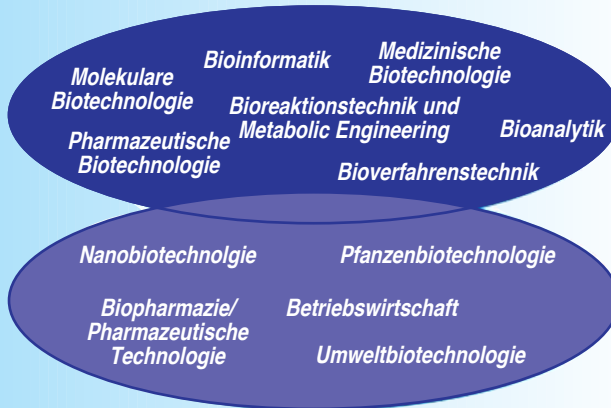 Bioinformatik
Medizinische
Biotechnologie
Molekulare
Biotechnologie
Bioreaktionstechnik und
Metabolic Engineering
Bioanalytik
Pharmazeutische
Biotechnologie
Bioverfahrenstechnik
Nanobiotechnolgie
Pfanzenbiotechnologie
Biopharmazie/
Pharmazeutische
Technologie
Betriebswirtschaft
Umweltbiotechnologie